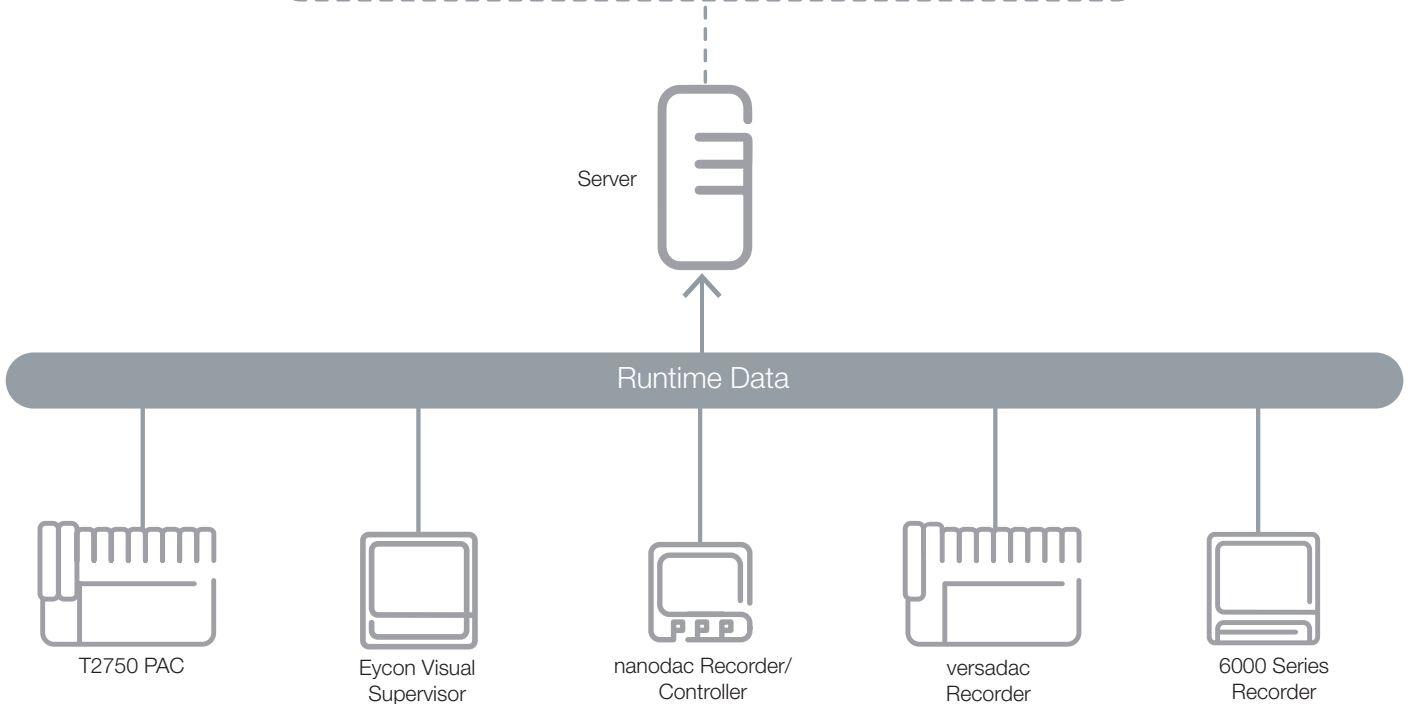 Server
Runtime Data
T2750 PAC
Eycon Visual
Supervisor
nanodac Recorder/
Controller
versadac
Recorder
6000 Series
Recorder